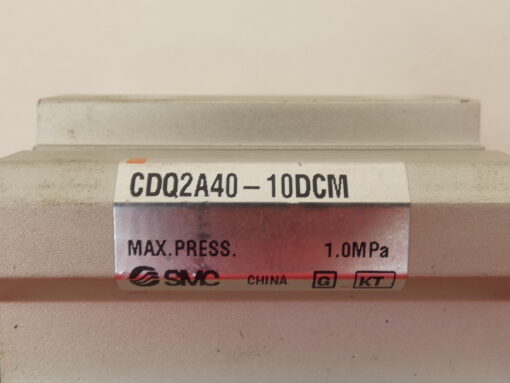 CDQ2A40-10DCM
MAX.PRESS. 1.0MPa
SMC CHINA G KT